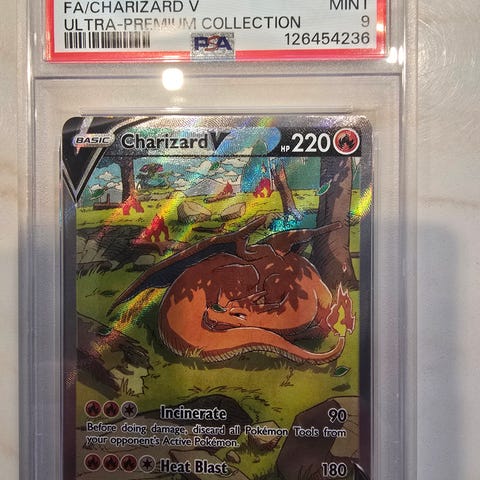 FA/CHARIZARD V MINT
ULTRA-PREMIUM COLLECTION 9
PSA 126454236
BASIC Charizard V HP 220
Incinerate 90
Before doing damage, discard all Pokémon Tools from
your opponent's Active Pokémon.
Heat Blast 180